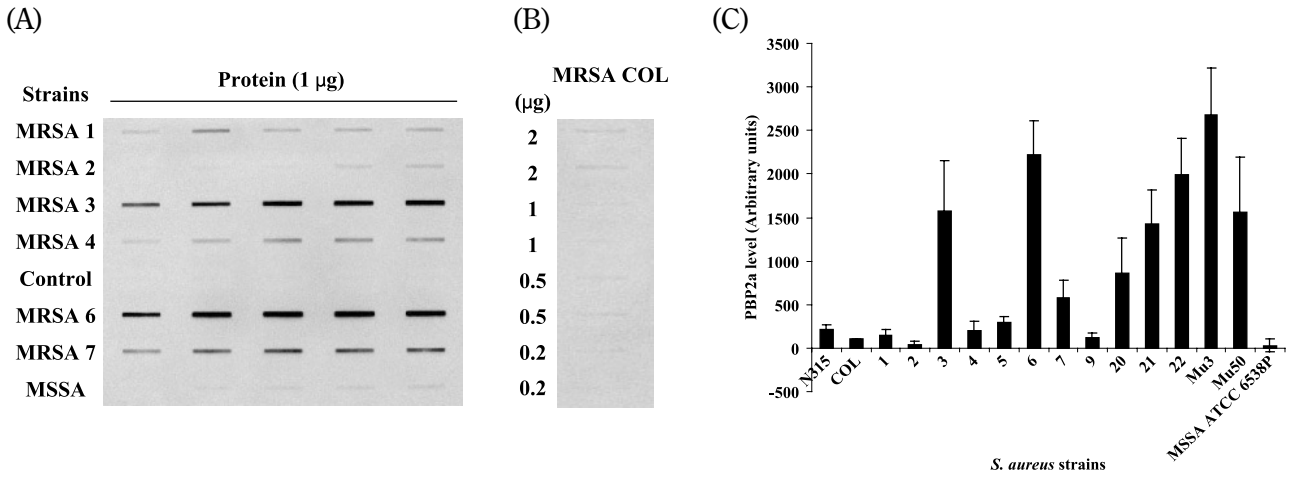 (A)
Protein (1 μg)
Strains
MRSA 1
MRSA 2
MRSA 3
MRSA 4
Control
MRSA 6
MRSA 7
MSSA
(B)
MRSA COL
(μg)
2
2
1
1
0.5
0.5
0.2
0.2
(C)
PBP2a level (Arbitrary units)
3500
3000
2500
2000
1500
1000
500
0
-500
N315
COL
1
2
3
4
5
6
7
9
20
21
22
Mu3
Mu50
MSSA ATCC 6538P
S. aureus strains